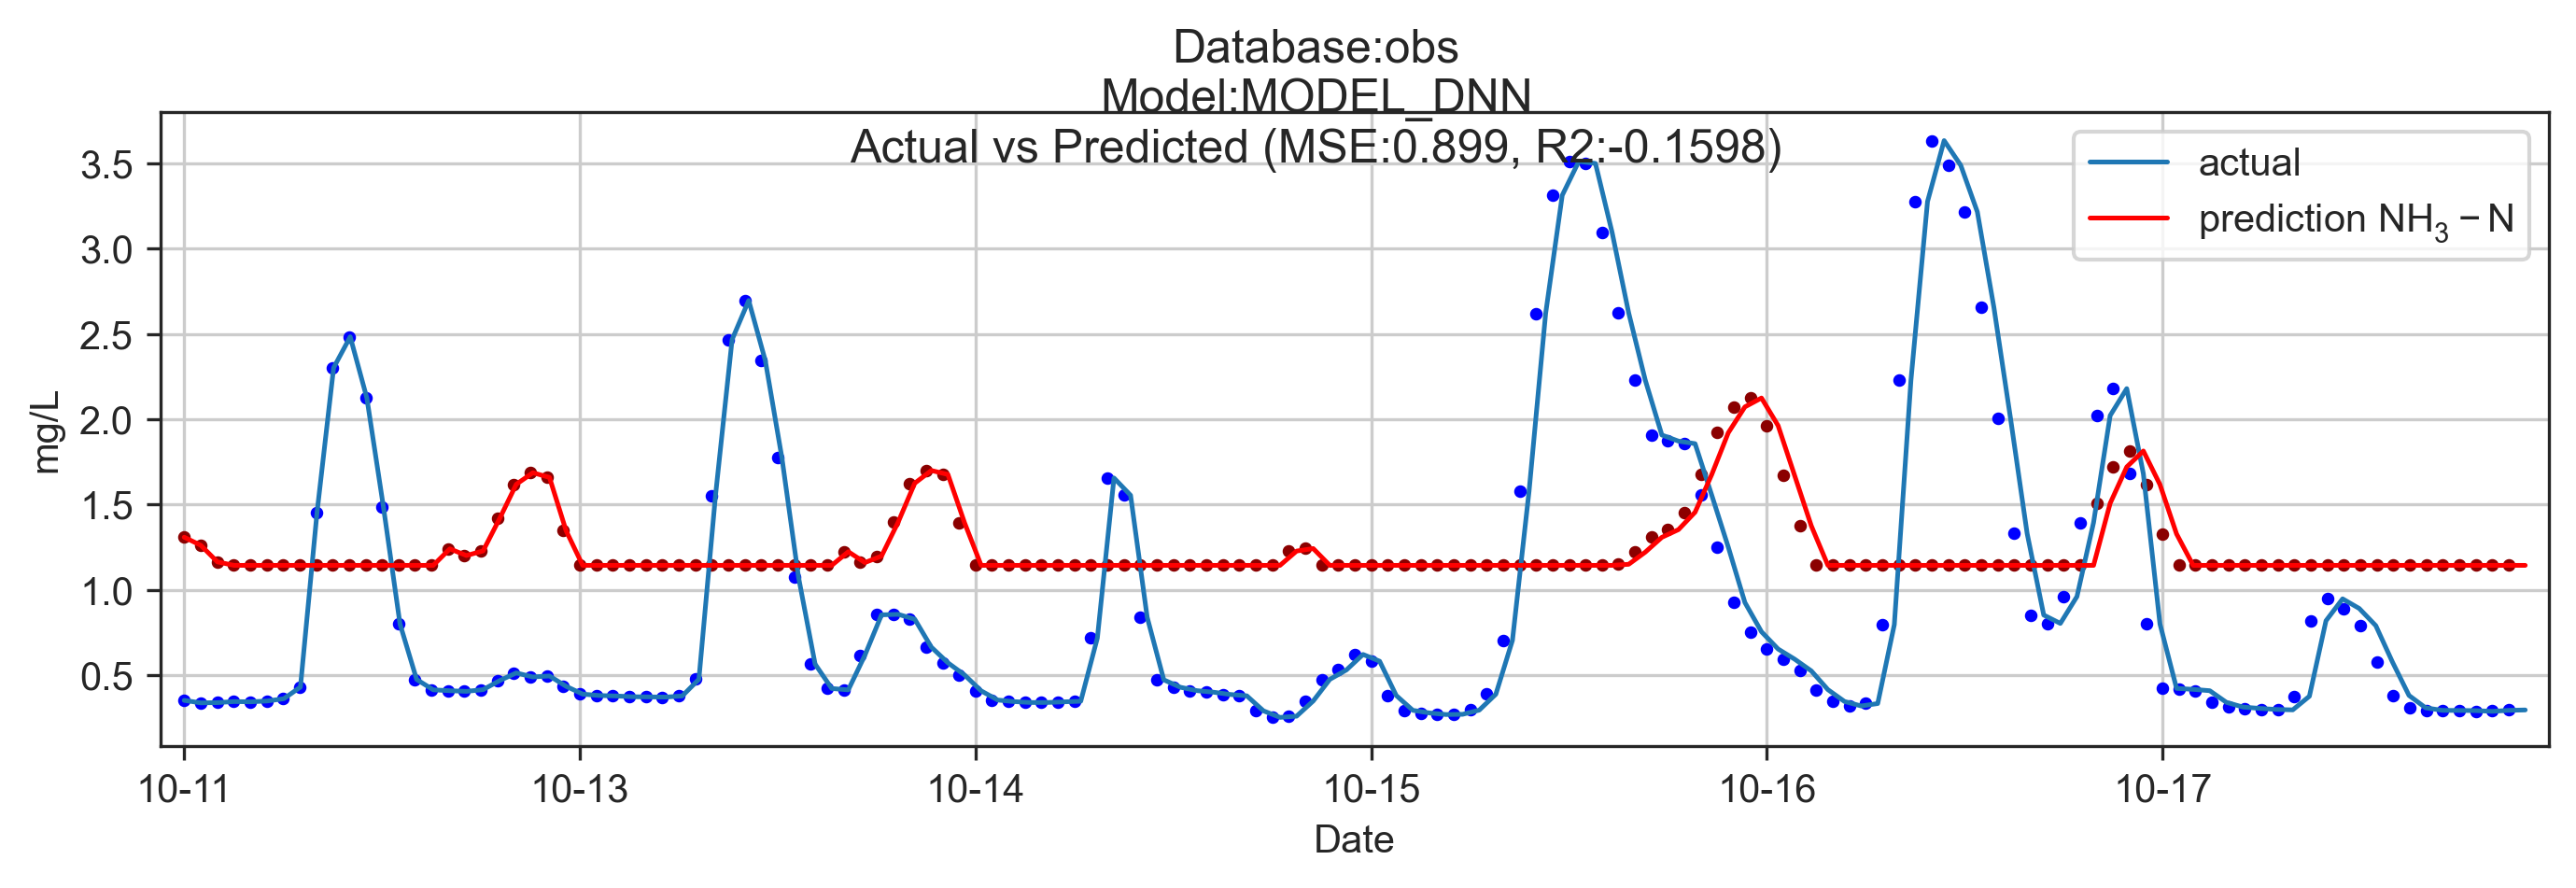 Database:obs
Model:MODEL_DNN
Actual vs Predicted (MSE:0.899, R2:-0.1598)
3.5
3.0
2.5
2.0
1.5
1.0
0.5
mg/L
actual
prediction NH₃ − N
10-11 10-13 10-14 10-15 10-16 10-17
Date